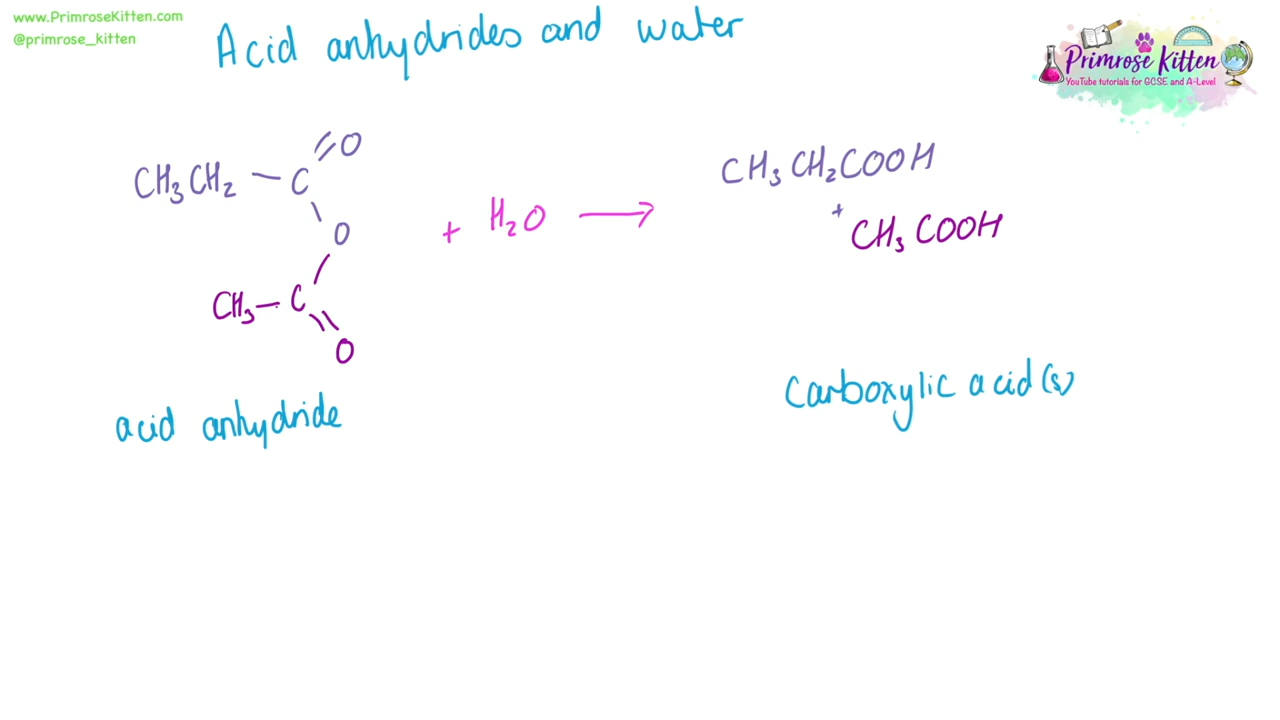 www.PrimroseKitten.com
@primrose_kitten
Acid anhydrides and water
Primrose Kitten
YouTube tutorials for GCSE and A-Level
CH₃CH₂ — C
O
O
CH₃ — C
O
+ H₂O ⟶
CH₃CH₂COOH
+
CH₃COOH
acid anhydride
Carboxylic acid(s)